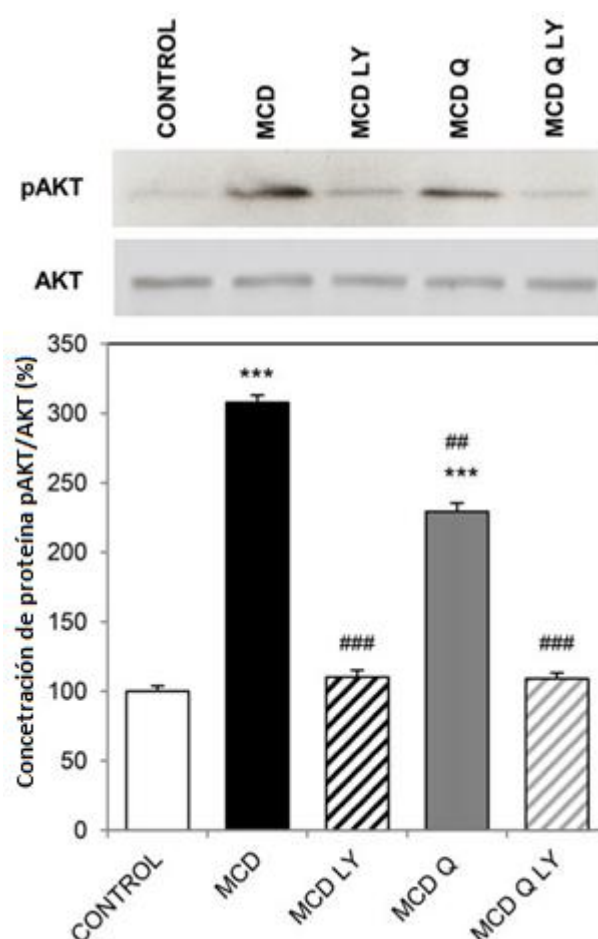 CONTROL
MCD
MCD LY
MCD Q
MCD Q LY
pAKT
AKT
Concetración de proteína pAKT/AKT (%)
350
300
250
200
150
100
50
0
***
###
##
***
###
CONTROL
MCD
MCD LY
MCD Q
MCD Q LY